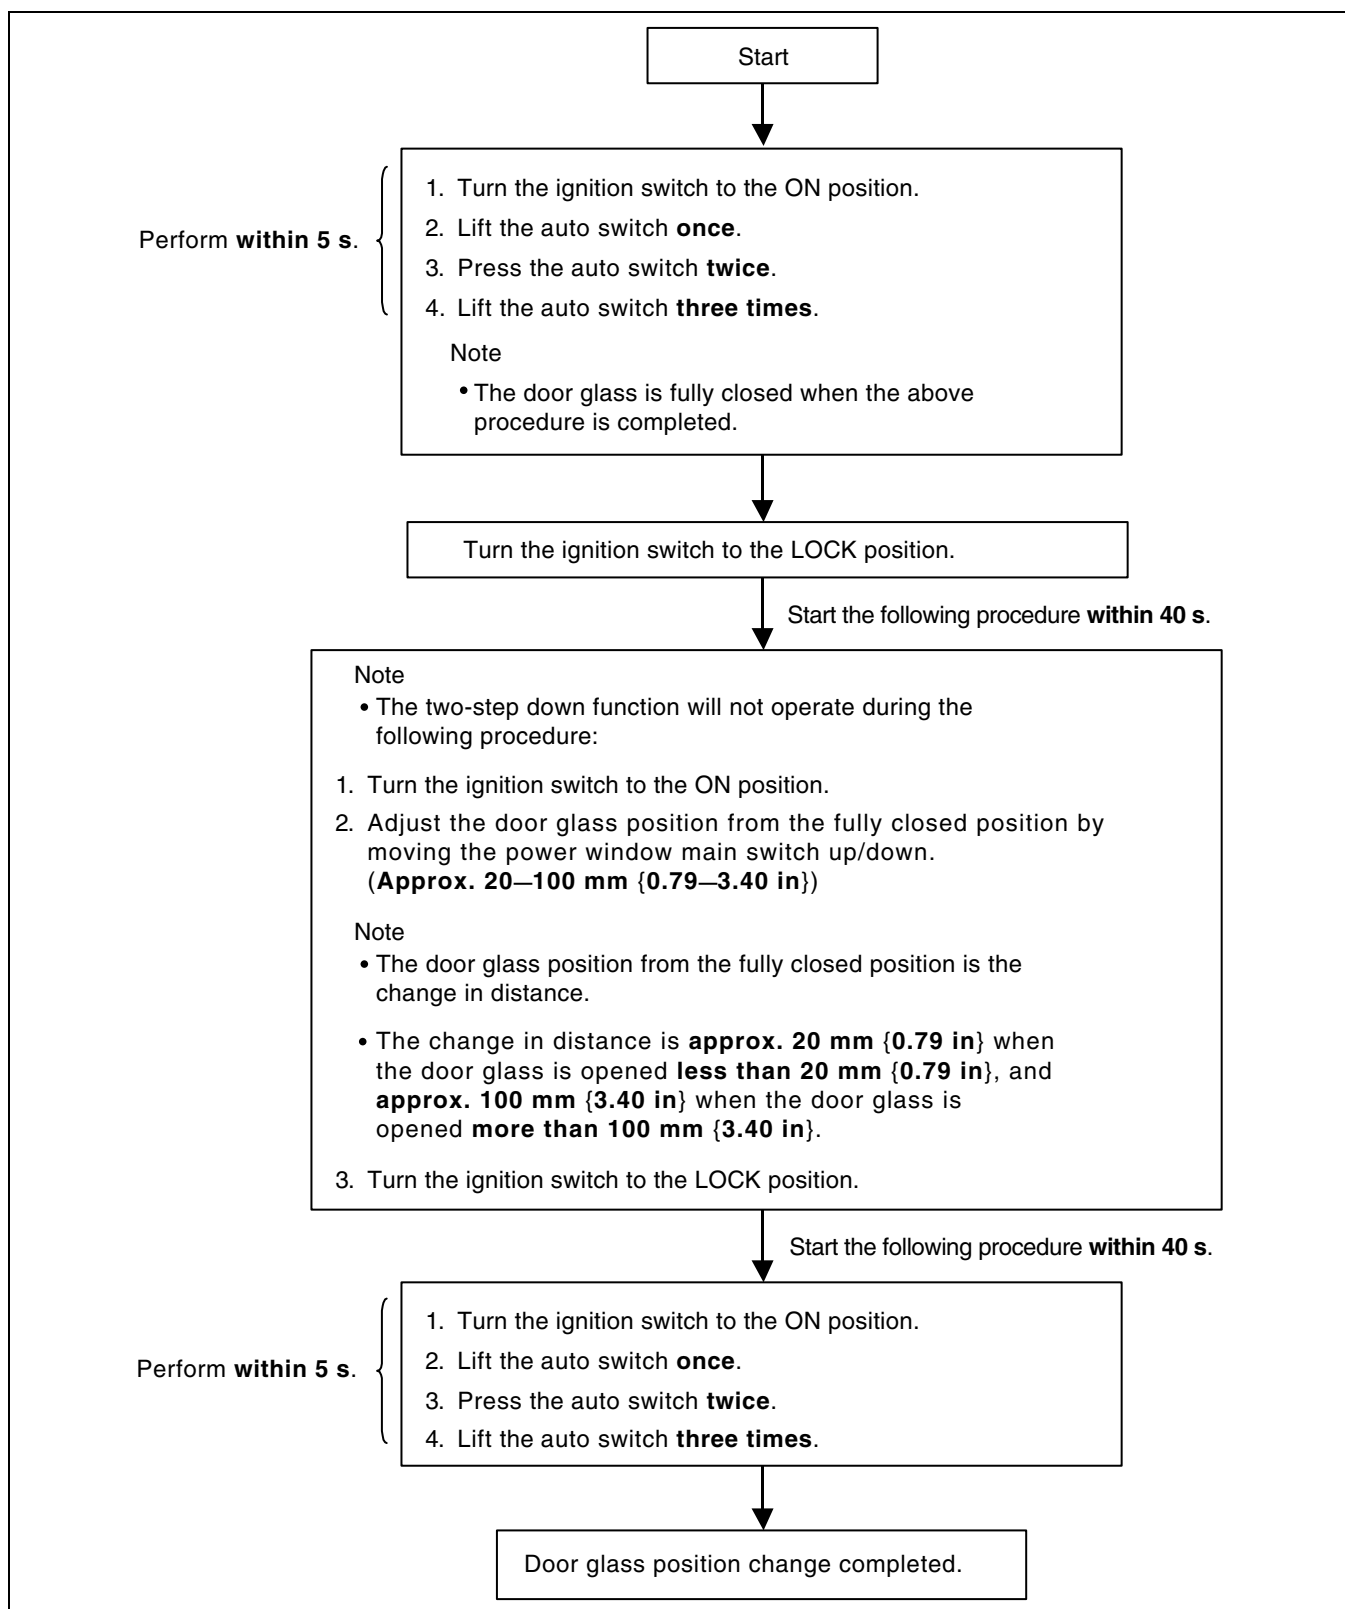 Start
Perform within 5 s.
1. Turn the ignition switch to the ON position.
2. Lift the auto switch once.
3. Press the auto switch twice.
4. Lift the auto switch three times.
Note
• The door glass is fully closed when the above
procedure is completed.
Turn the ignition switch to the LOCK position.
Start the following procedure within 40 s.
Note
• The two-step down function will not operate during the
following procedure:
1. Turn the ignition switch to the ON position.
2. Adjust the door glass position from the fully closed position by
moving the power window main switch up/down.
(Approx. 20—100 mm {0.79—3.40 in})
Note
• The door glass position from the fully closed position is the
change in distance.
• The change in distance is approx. 20 mm {0.79 in} when
the door glass is opened less than 20 mm {0.79 in}, and
approx. 100 mm {3.40 in} when the door glass is
opened more than 100 mm {3.40 in}.
3. Turn the ignition switch to the LOCK position.
Start the following procedure within 40 s.
Perform within 5 s.
1. Turn the ignition switch to the ON position.
2. Lift the auto switch once.
3. Press the auto switch twice.
4. Lift the auto switch three times.
Door glass position change completed.